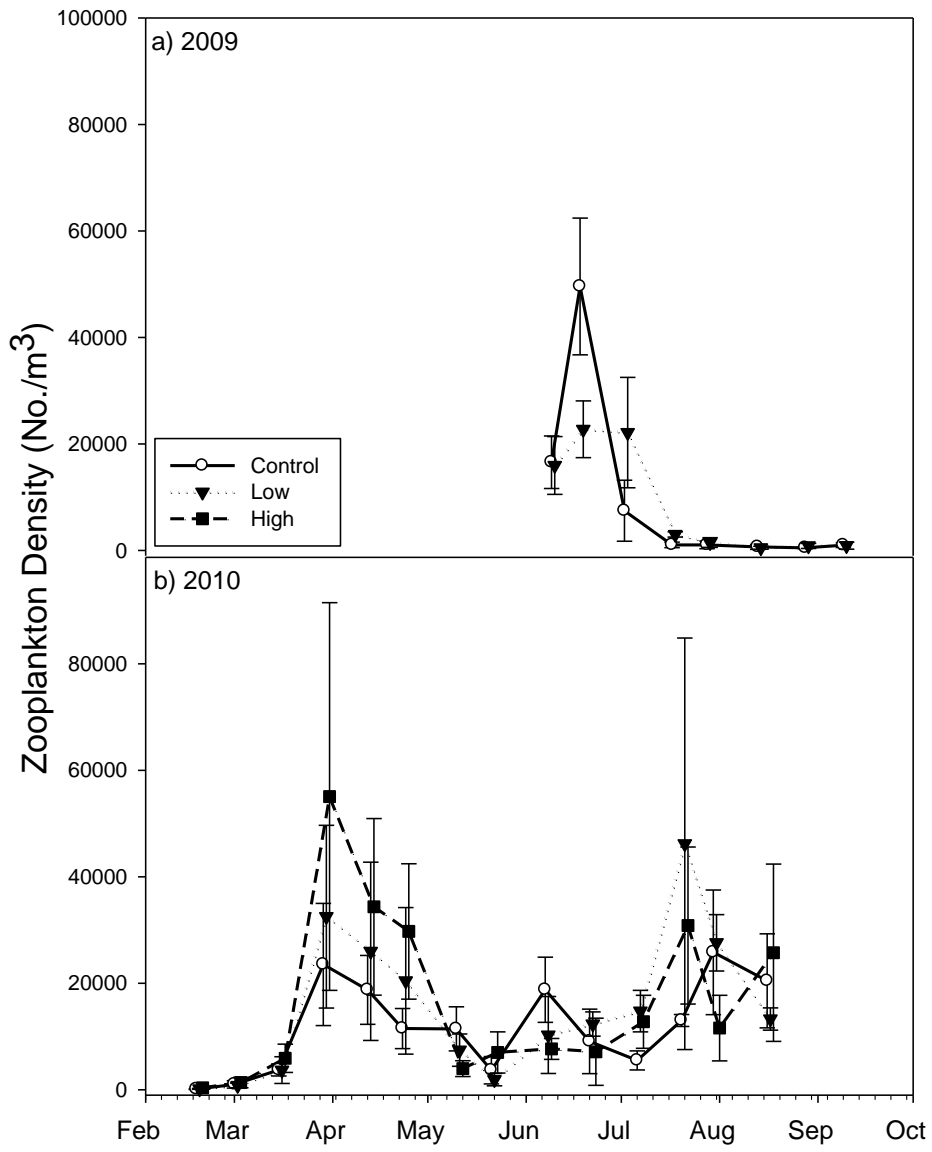 100000
a) 2009
80000
60000
40000
20000
0
Control
Low
High
Zooplankton Density (No./m³)
b) 2010
80000
60000
40000
20000
0
Feb Mar Apr May Jun Jul Aug Sep Oct